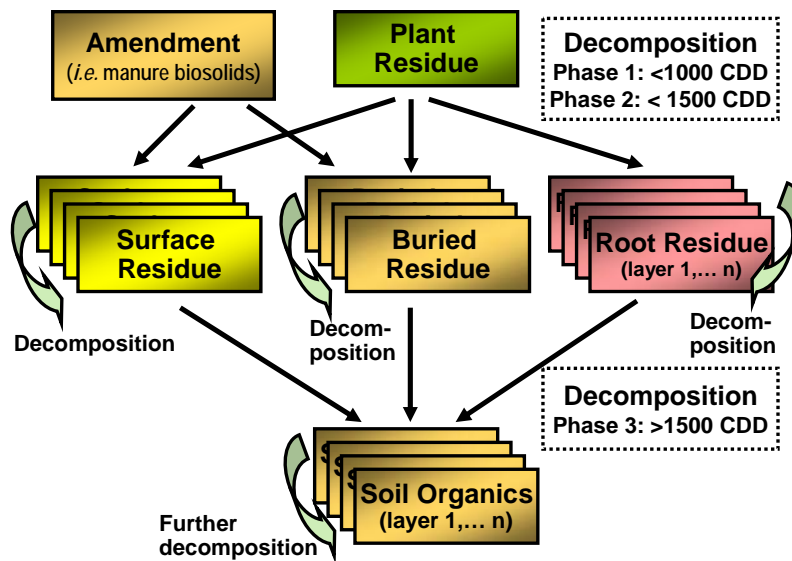 Amendment
(i.e. manure biosolids)
Plant
Residue
Decomposition
Phase 1: <1000 CDD
Phase 2: < 1500 CDD
Surface
Residue
Buried
Residue
Root Residue
(layer 1,... n)
Decomposition
Decom-
position
Decom-
position
Decomposition
Phase 3: >1500 CDD
Soil Organics
(layer 1,... n)
Further
decomposition